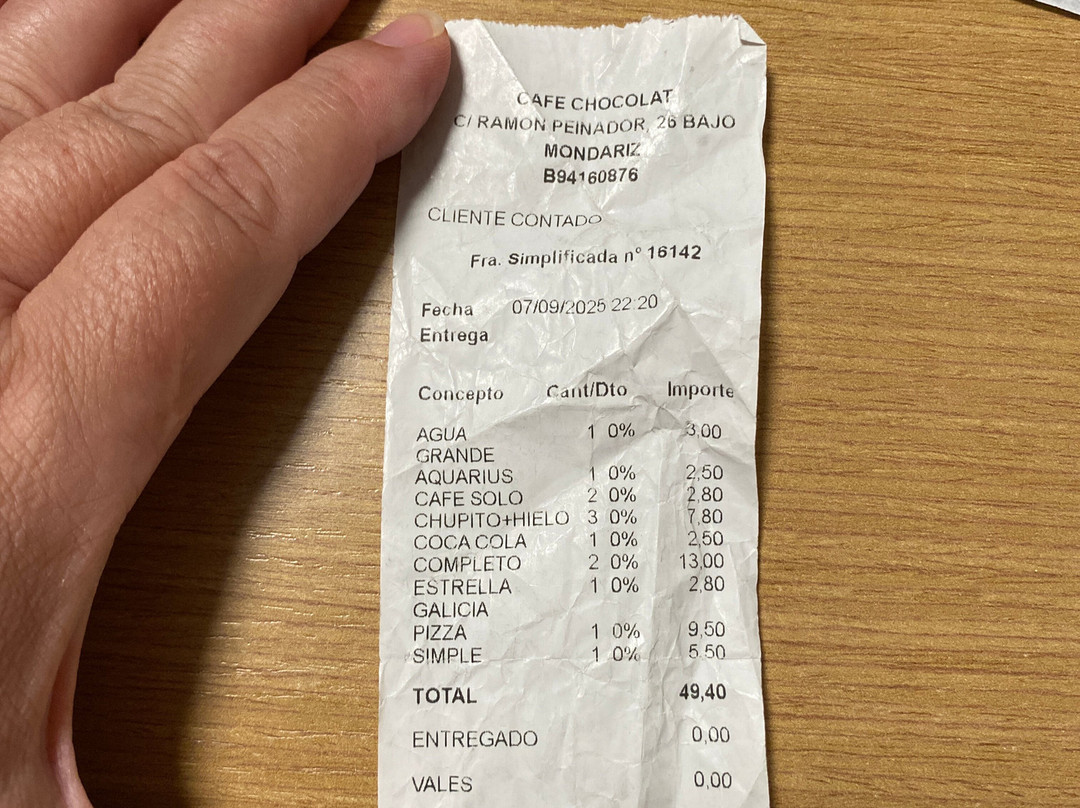 CAFE CHOCOLAT
C/ RAMON PEINADOR, 26 BAJO
MONDARIZ
B94160876
CLIENTE CONTADO
Fra. Simplificada nº 16142
Fecha 07/09/2025 22:20
Entrega
Concepto Cant/Dto Importe
AGUA 1 0% 3,00
GRANDE
AQUARIUS 1 0% 2,50
CAFE SOLO 2 0% 2,80
CHUPITO+HIELO 3 0% 7,80
COCA COLA 1 0% 2,50
COMPLETO 2 0% 13,00
ESTRELLA 1 0% 2,80
GALICIA
PIZZA 1 0% 9,50
SIMPLE 1 0% 5,50
TOTAL 49,40
ENTREGADO 0,00
VALES 0,00